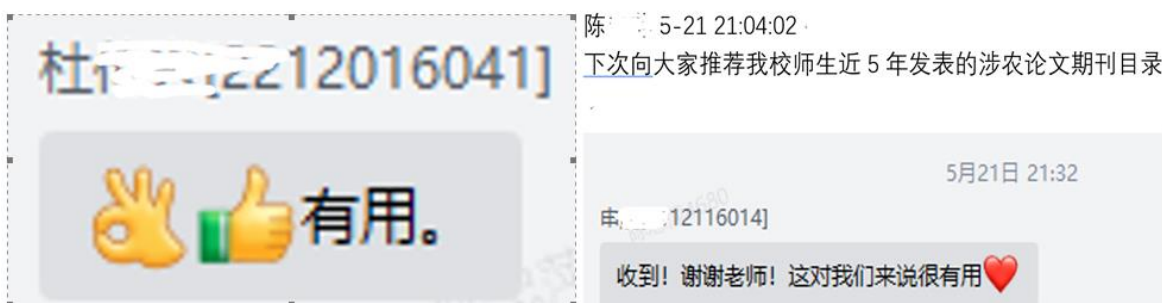 杜 2212016041]
👌👍有用。
陈 5-21 21:04:02
下次向大家推荐我校师生近 5 年发表的涉农论文期刊目录
5月21日 21:32
12116014]
收到！谢谢老师！这对我们来说很有用❤️